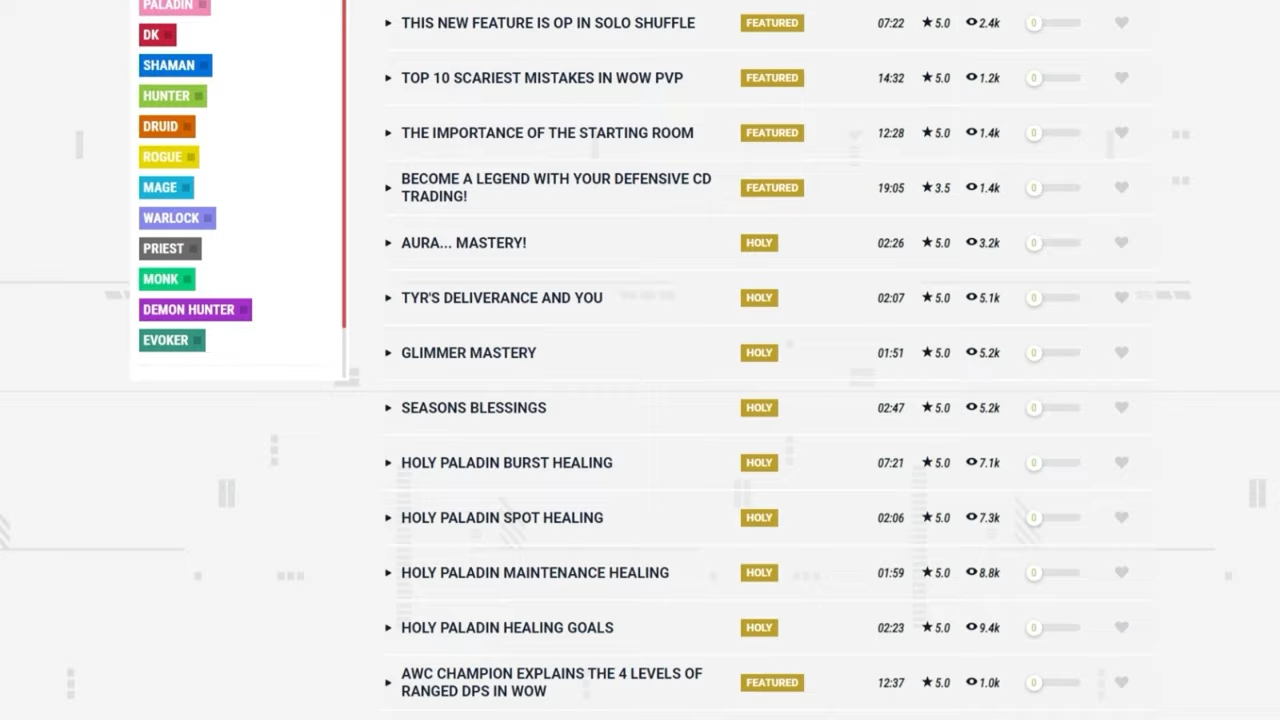 PALADIN
DK
SHAMAN
HUNTER
DRUID
ROGUE
MAGE
WARLOCK
PRIEST
MONK
DEMON HUNTER
EVOKER
THIS NEW FEATURE IS OP IN SOLO SHUFFLE FEATURED 07:22 ★5.0 2.4k 0
TOP 10 SCARIEST MISTAKES IN WOW PVP FEATURED 14:32 ★5.0 1.2k 0
THE IMPORTANCE OF THE STARTING ROOM FEATURED 12:28 ★5.0 1.4k 0
BECOME A LEGEND WITH YOUR DEFENSIVE CD
TRADING! FEATURED 19:05 ★3.5 1.4k 0
AURA... MASTERY! HOLY 02:26 ★5.0 3.2k 0
TYR'S DELIVERANCE AND YOU HOLY 02:07 ★5.0 5.1k 0
GLIMMER MASTERY HOLY 01:51 ★5.0 5.2k 0
SEASONS BLESSINGS HOLY 02:47 ★5.0 5.2k 0
HOLY PALADIN BURST HEALING HOLY 07:21 ★5.0 7.1k 0
HOLY PALADIN SPOT HEALING HOLY 02:06 ★5.0 7.3k 0
HOLY PALADIN MAINTENANCE HEALING HOLY 01:59 ★5.0 8.8k 0
HOLY PALADIN HEALING GOALS HOLY 02:23 ★5.0 9.4k 0
AWC CHAMPION EXPLAINS THE 4 LEVELS OF
RANGED DPS IN WOW FEATURED 12:37 ★5.0 1.0k 0